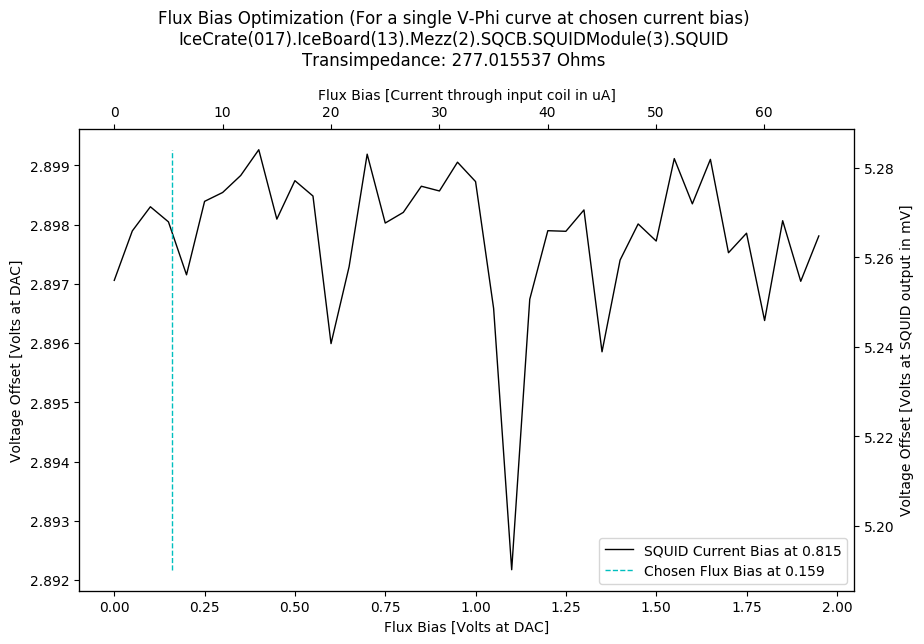 Flux Bias Optimization (For a single V-Phi curve at chosen current bias)
IceCrate(017).IceBoard(13).Mezz(2).SQCB.SQUIDModule(3).SQUID
Transimpedance: 277.015537 Ohms
Flux Bias [Current through input coil in uA]
0 10 20 30 40 50 60
Voltage Offset [Volts at DAC]
2.899
2.898
2.897
2.896
2.895
2.894
2.893
2.892
5.28
5.26
5.24
5.22
5.20
Voltage Offset [Volts at SQUID output in mV]
SQUID Current Bias at 0.815
Chosen Flux Bias at 0.159
0.00 0.25 0.50 0.75 1.00 1.25 1.50 1.75 2.00
Flux Bias [Volts at DAC]